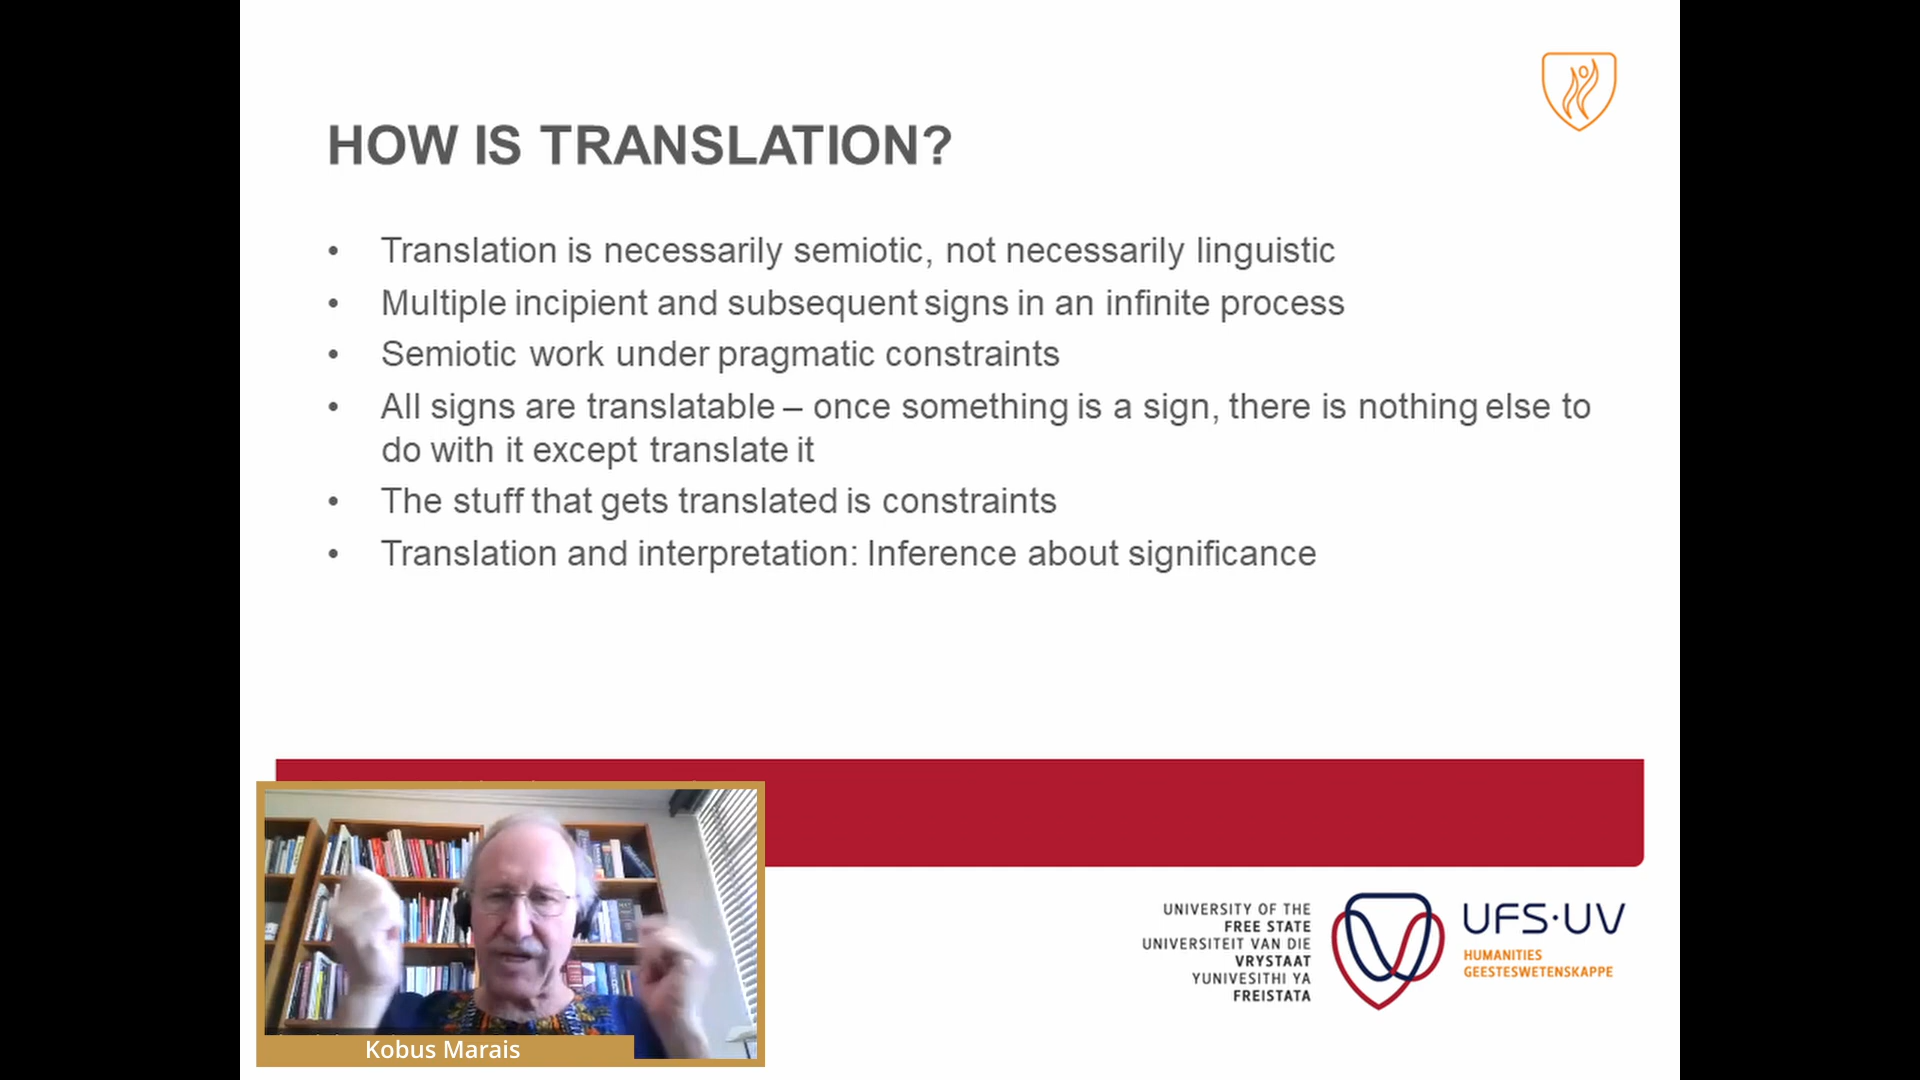 HOW IS TRANSLATION?
• Translation is necessarily semiotic, not necessarily linguistic
• Multiple incipient and subsequent signs in an infinite process
• Semiotic work under pragmatic constraints
• All signs are translatable – once something is a sign, there is nothing else to
do with it except translate it
• The stuff that gets translated is constraints
• Translation and interpretation: Inference about significance
Kobus Marais
UNIVERSITY OF THE
FREE STATE
UNIVERSITEIT VAN DIE
VRYSTAAT
YUNIVESITHI YA
FREISTATA
UFS·UV
HUMANITIES
GEESTESWETENSKAPPE